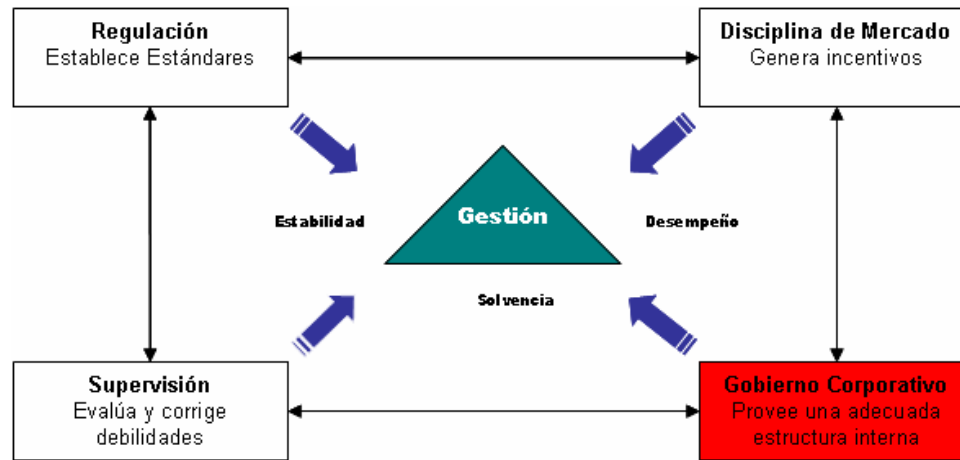 Regulación
Establece Estándares
Disciplina de Mercado
Genera incentivos
Gestión
Estabilidad
Desempeño
Solvencia
Supervisión
Evalúa y corrige
debilidades
Gobierno Corporativo
Provee una adecuada
estructura interna